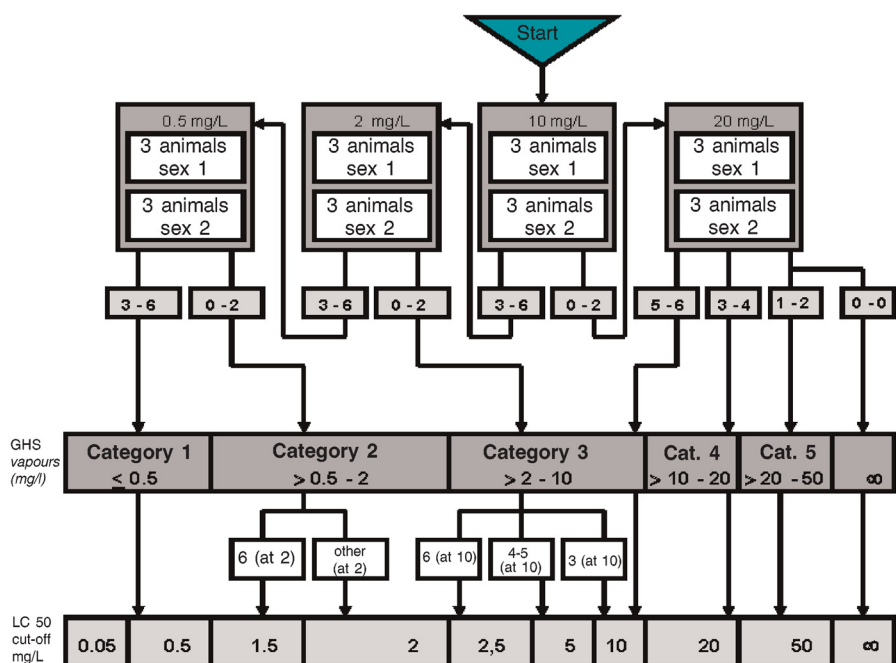 Start
0.5 mg/L
3 animals
sex 1
3 animals
sex 2
2 mg/L
3 animals
sex 1
3 animals
sex 2
10 mg/L
3 animals
sex 1
3 animals
sex 2
20 mg/L
3 animals
sex 1
3 animals
sex 2
3 - 6
0 - 2
3 - 6
0 - 2
3 - 6
0 - 2
5 - 6
3 - 4
1 - 2
0 - 0
GHS
vapours
(mg/l)
Category 1
≤ 0.5
Category 2
> 0.5 - 2
Category 3
> 2 - 10
Cat. 4
> 10 - 20
Cat. 5
> 20 - 50
∞
6 (at 2)
other
(at 2)
6 (at 10)
4-5
(at 10)
3 (at 10)
LC 50
cut-off
mg/L
0.05
0.5
1.5
2
2,5
5
10
20
50
∞